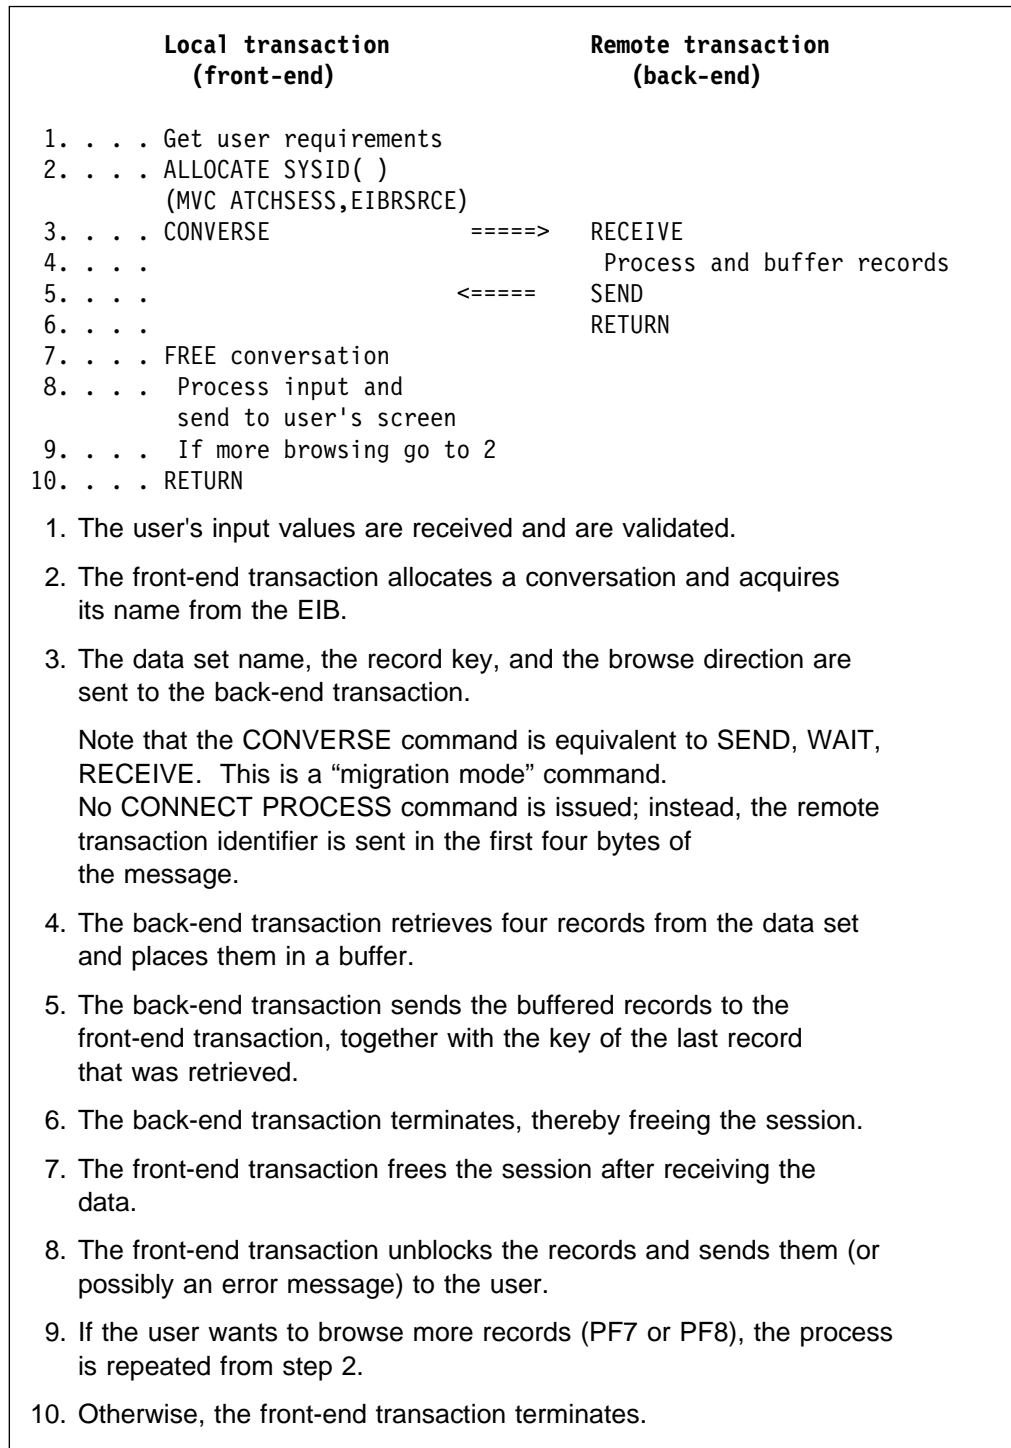 Local transaction Remote transaction
(front-end) (back-end)
1. . . . Get user requirements
2. . . . ALLOCATE SYSID( )
(MVC ATCHSESS,EIBRSRCE)
3. . . . CONVERSE =====> RECEIVE
4. . . . Process and buffer records
5. . . . <===== SEND
6. . . . RETURN
7. . . . FREE conversation
8. . . . Process input and
send to user's screen
9. . . . If more browsing go to 2
10. . . . RETURN
1. The user's input values are received and are validated.
2. The front-end transaction allocates a conversation and acquires
its name from the EIB.
3. The data set name, the record key, and the browse direction are
sent to the back-end transaction.
Note that the CONVERSE command is equivalent to SEND, WAIT,
RECEIVE. This is a “migration mode” command.
No CONNECT PROCESS command is issued; instead, the remote
transaction identifier is sent in the first four bytes of
the message.
4. The back-end transaction retrieves four records from the data set
and places them in a buffer.
5. The back-end transaction sends the buffered records to the
front-end transaction, together with the key of the last record
that was retrieved.
6. The back-end transaction terminates, thereby freeing the session.
7. The front-end transaction frees the session after receiving the
data.
8. The front-end transaction unblocks the records and sends them (or
possibly an error message) to the user.
9. If the user wants to browse more records (PF7 or PF8), the process
is repeated from step 2.
10. Otherwise, the front-end transaction terminates.